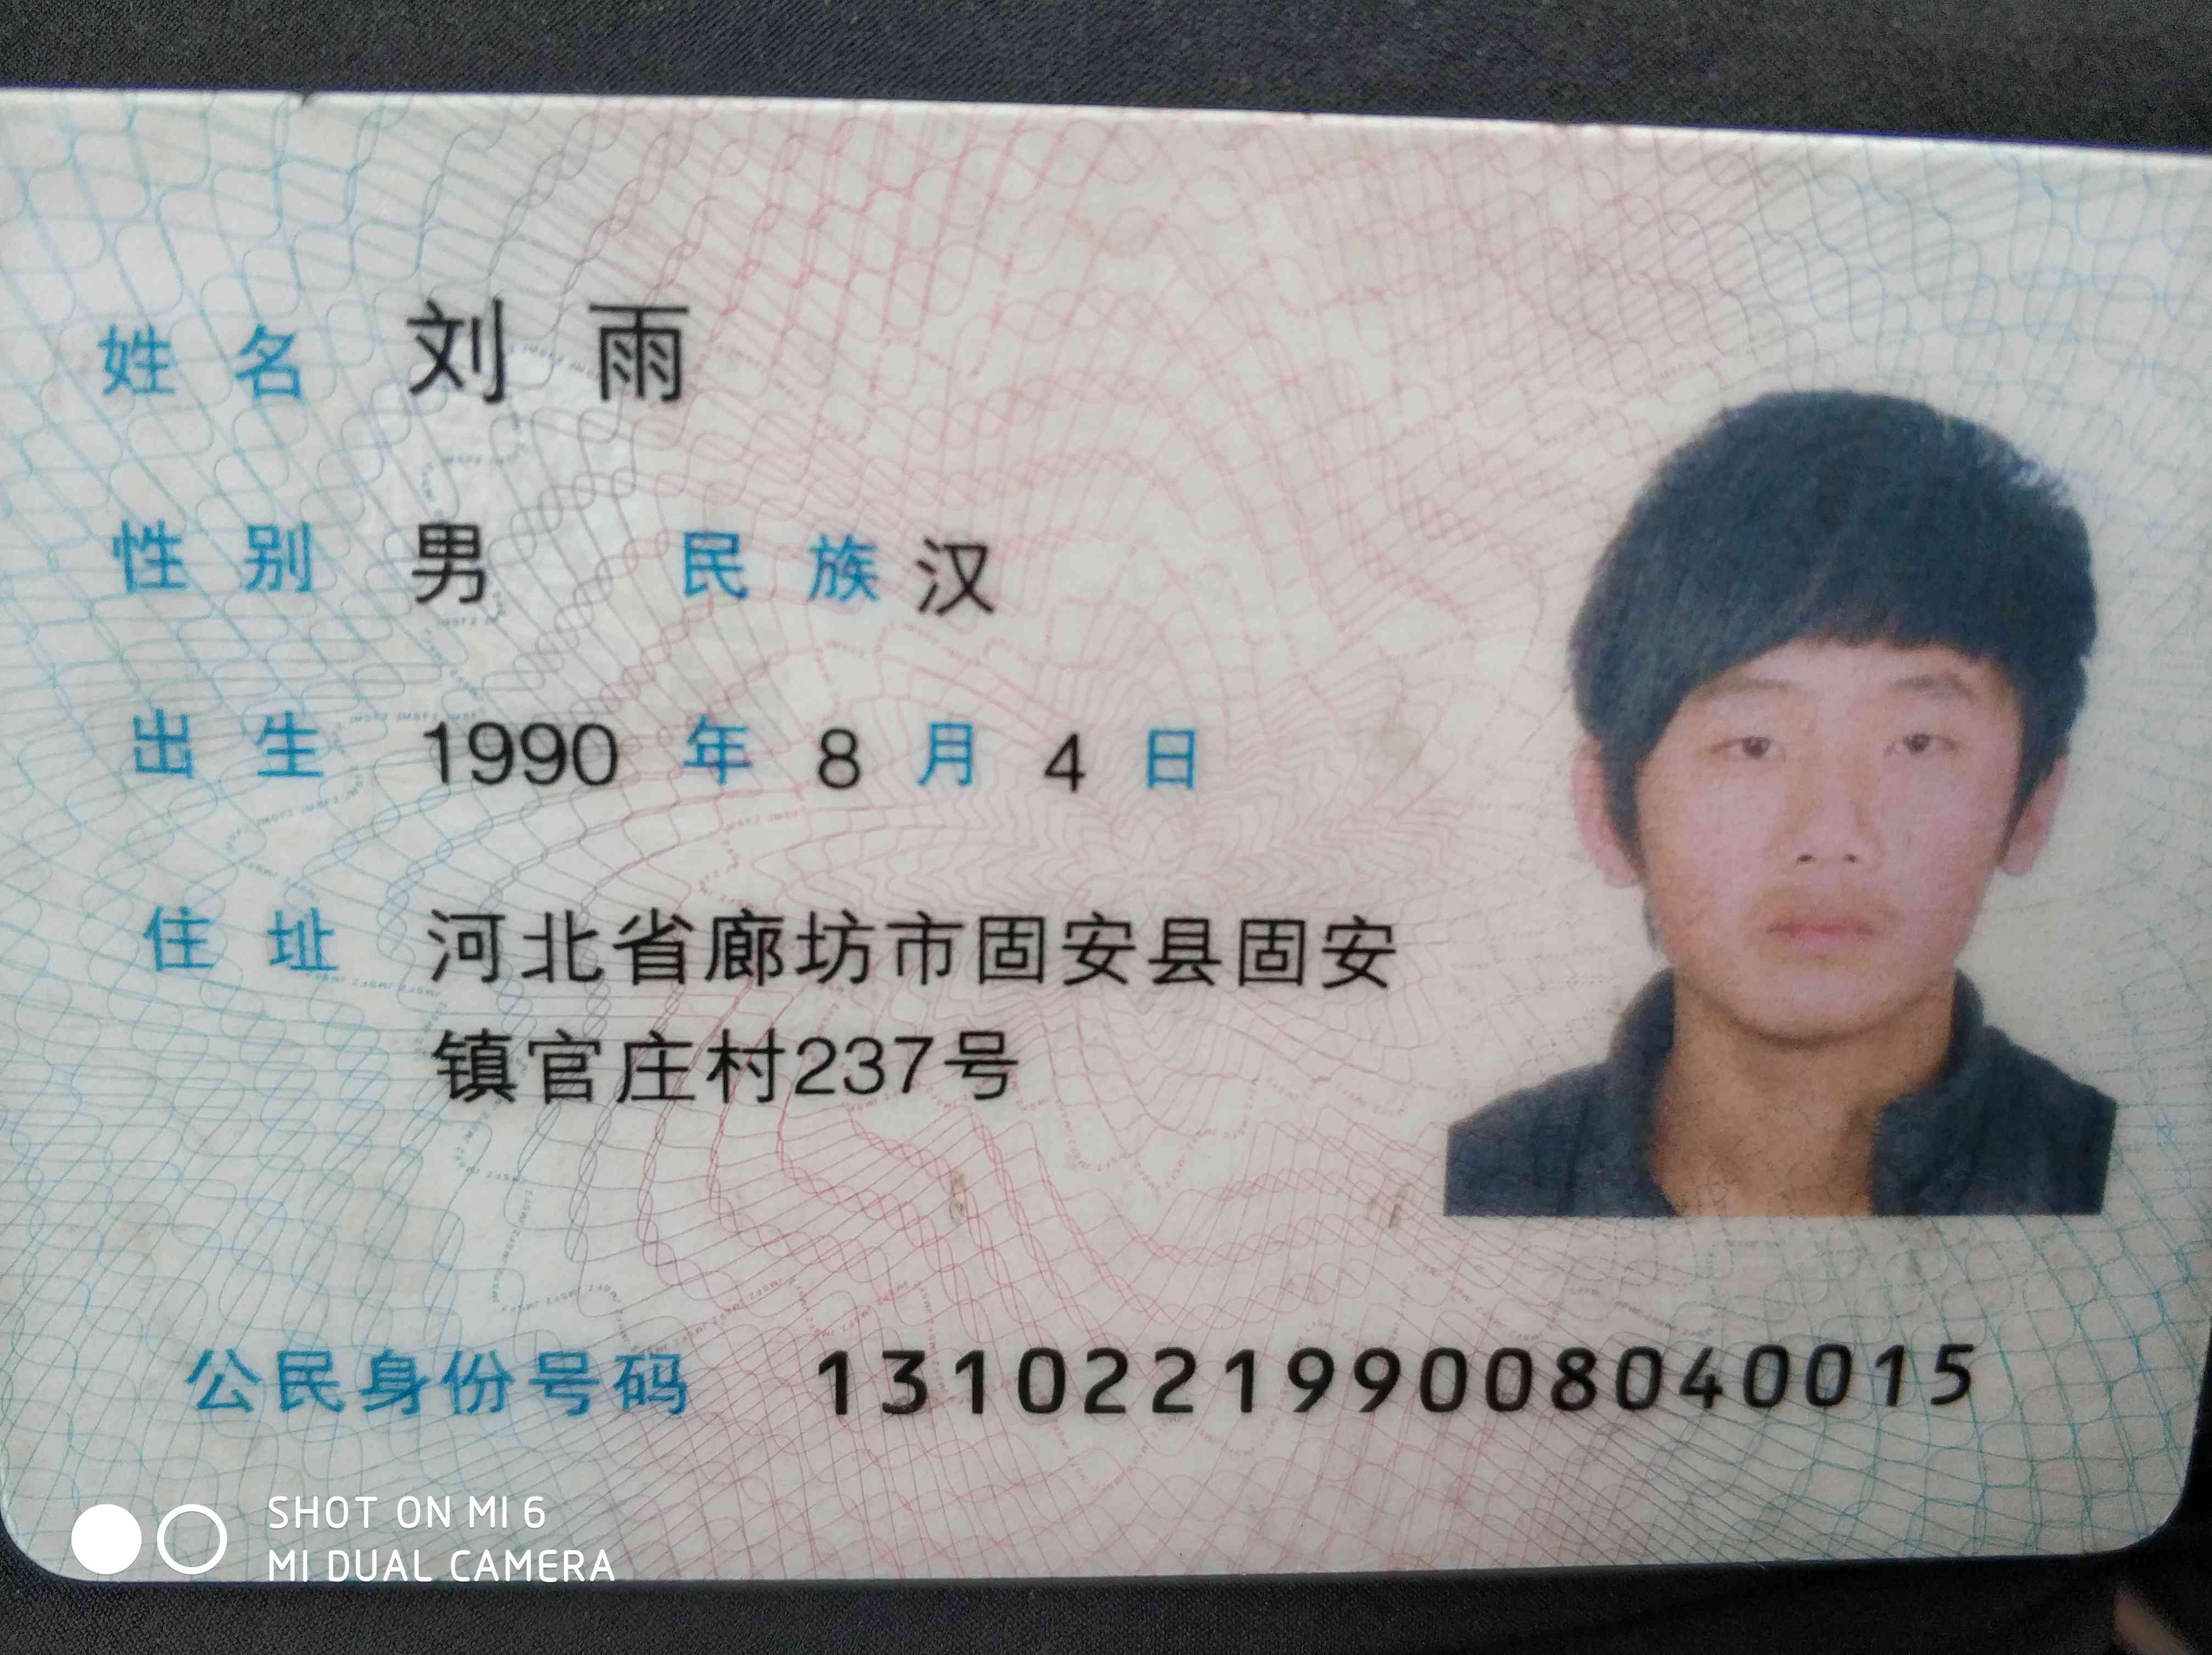 姓名 刘雨
性别 男 民族 汉
出生 1990 年 8 月 4 日
住址 河北省廊坊市固安县固安
镇官庄村237号
公民身份号码 131022199008040015
SHOT ON MI 6
MI DUAL CAMERA